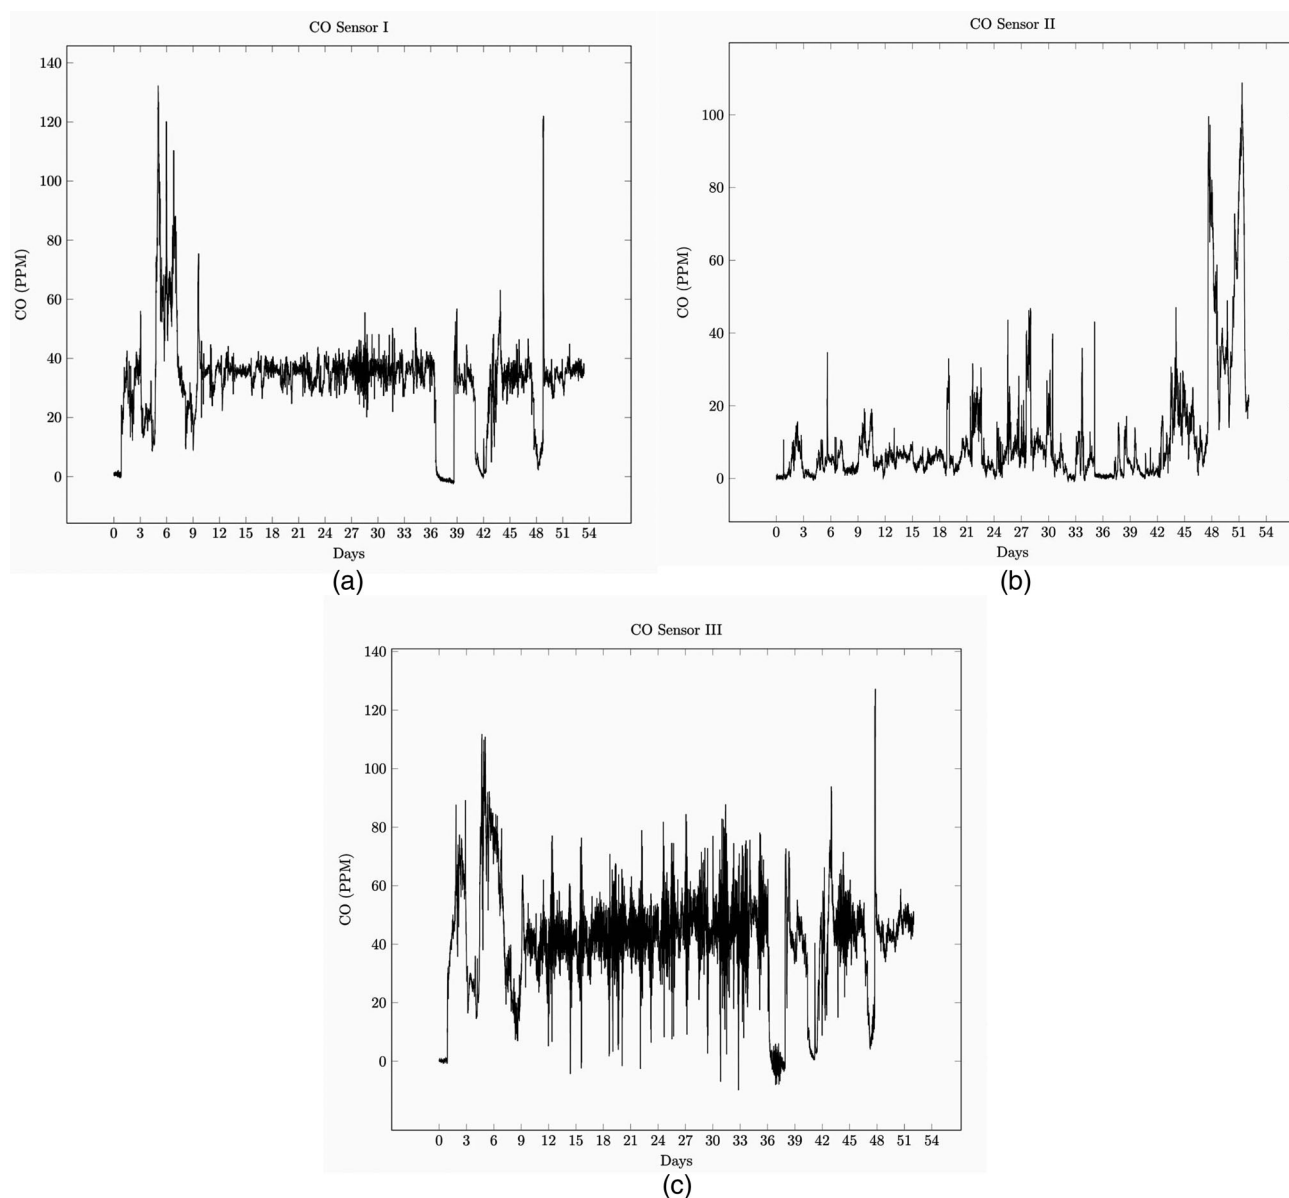 CO Sensor I
140
120
100
80
60
40
20
0
CO (PPM)
0 3 6 9 12 15 18 21 24 27 30 33 36 39 42 45 48 51 54
Days
(a)
CO Sensor II
100
80
60
40
20
0
CO (PPM)
0 3 6 9 12 15 18 21 24 27 30 33 36 39 42 45 48 51 54
Days
(b)
CO Sensor III
140
120
100
80
60
40
20
0
CO (PPM)
0 3 6 9 12 15 18 21 24 27 30 33 36 39 42 45 48 51 54
Days
(c)